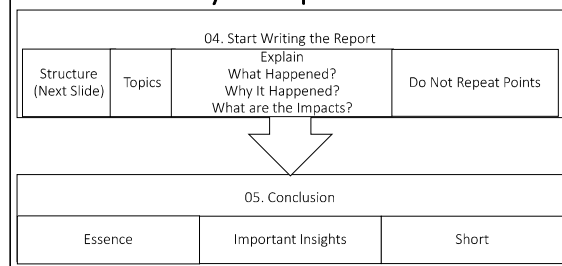 04. Start Writing the Report
Structure
(Next Slide)
Topics
Explain
What Happened?
Why It Happened?
What are the Impacts?
Do Not Repeat Points
05. Conclusion
Essence
Important Insights
Short